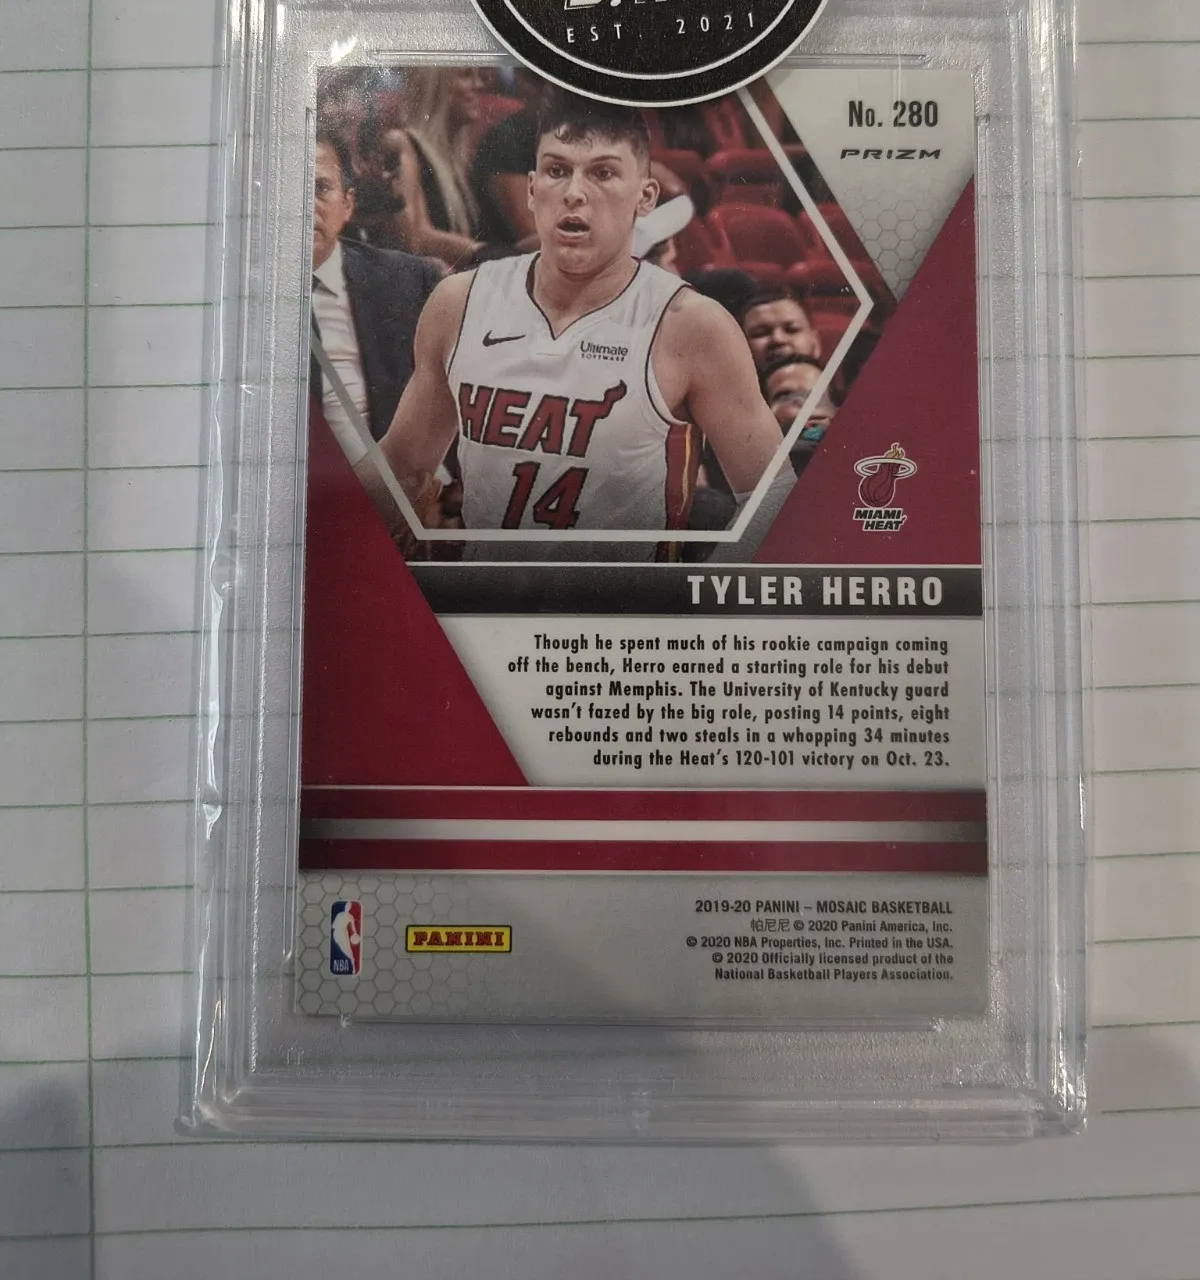 EST. 2021
No. 280
PRIZM
Ultimate
SOFTWARE
HEAT
14
MIAMI
HEAT
TYLER HERRO
Though he spent much of his rookie campaign coming
off the bench, Herro earned a starting role for his debut
against Memphis. The University of Kentucky guard
wasn't fazed by the big role, posting 14 points, eight
rebounds and two steals in a whopping 34 minutes
during the Heat's 120-101 victory on Oct. 23.
2019-20 PANINI – MOSAIC BASKETBALL
帕尼尼 © 2020 Panini America, Inc.
© 2020 NBA Properties, Inc. Printed in the USA.
© 2020 Officially licensed product of the
National Basketball Players Association.
NBA
PANINI